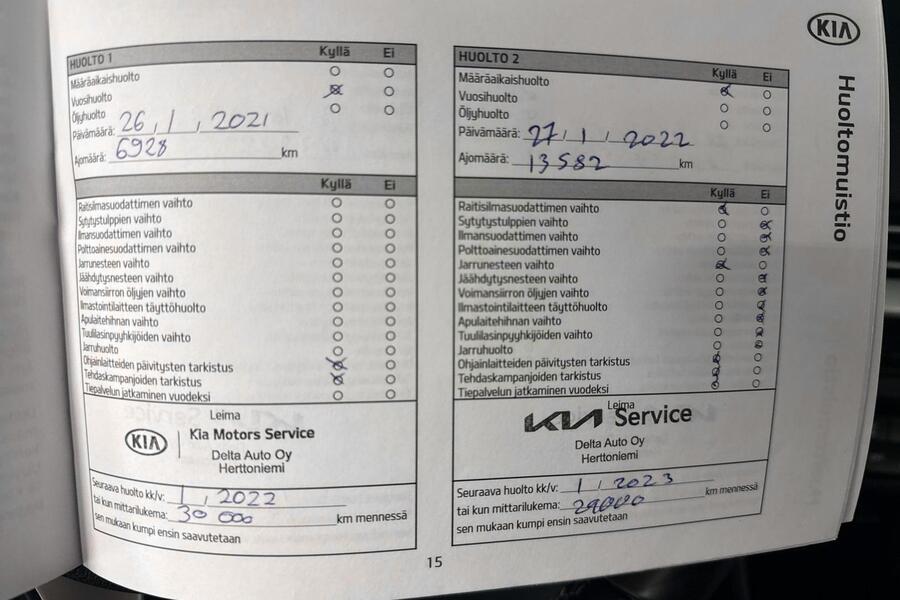 KIA
Huoltomuistio
HUOLTO 1 Kyllä Ei
Määräaikaishuolto
Vuosihuolto
Öljyhuolto
Päivämäärä: 26, 1, 2021
Ajomäärä: 6928 km
Kyllä Ei
Raitisilmasuodattimen vaihto
Sytytystulppien vaihto
Ilmansuodattimen vaihto
Polttoainesuodattimen vaihto
Jarrunesteen vaihto
Jäähdytysnesteen vaihto
Voimansiirron öljyjen vaihto
Ilmastointilaitteen täyttöhuolto
Apulaitehihnan vaihto
Tuulilasinpyyhkijöiden vaihto
Jarruhuolto
Ohjainlaitteiden päivitysten tarkistus
Tehdaskampanjoiden tarkistus
Tiepalvelun jatkaminen vuodeksi
Leima
KIA Kia Motors Service
Delta Auto Oy
Herttoniemi
Seuraava huolto kk/v: 1, 2022
tai kun mittarilukema: 30 000 km mennessä
sen mukaan kumpi ensin saavutetaan
HUOLTO 2 Kyllä Ei
Määräaikaishuolto
Vuosihuolto
Öljyhuolto
Päivämäärä: 27, 1, 2022
Ajomäärä: 13582 km
Kyllä Ei
Raitisilmasuodattimen vaihto
Sytytystulppien vaihto
Ilmansuodattimen vaihto
Polttoainesuodattimen vaihto
Jarrunesteen vaihto
Jäähdytysnesteen vaihto
Voimansiirron öljyjen vaihto
Ilmastointilaitteen täyttöhuolto
Apulaitehihnan vaihto
Tuulilasinpyyhkijöiden vaihto
Jarruhuolto
Ohjainlaitteiden päivitysten tarkistus
Tehdaskampanjoiden tarkistus
Tiepalvelun jatkaminen vuodeksi
Leima
KIA Service
Delta Auto Oy
Herttoniemi
Seuraava huolto kk/v: 1, 2023
tai kun mittarilukema: km mennessä
sen mukaan kumpi ensin saavutetaan
15